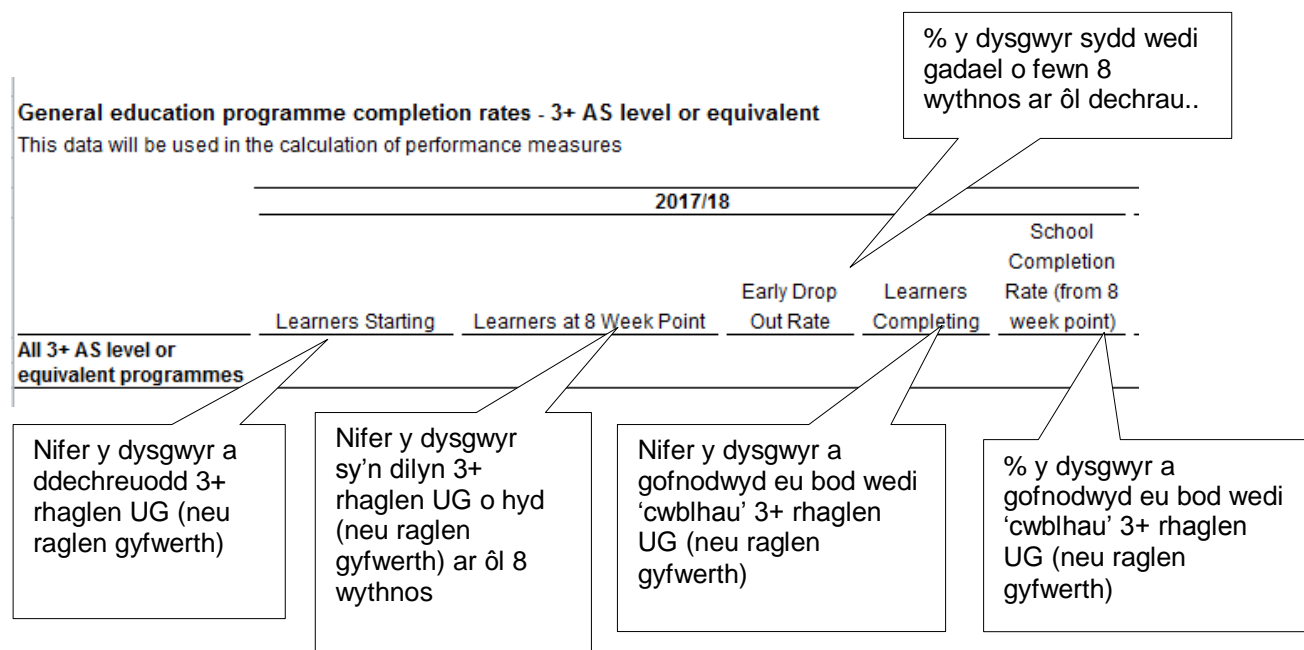 % y dysgwyr sydd wedi
gadael o fewn 8
wythnos ar ôl dechrau..
General education programme completion rates - 3+ AS level or equivalent
This data will be used in the calculation of performance measures
2017/18
Learners Starting
Learners at 8 Week Point
Early Drop
Out Rate
Learners
Completing
School
Completion
Rate (from 8
week point)
All 3+ AS level or
equivalent programmes
Nifer y dysgwyr a
ddechreuodd 3+
rhaglen UG (neu
raglen gyfwerth)
Nifer y dysgwyr
sy'n dilyn 3+
rhaglen UG o hyd
(neu raglen
gyfwerth) ar ôl 8
wythnos
Nifer y dysgwyr a
gofnodwyd eu bod wedi
‘cwblhau’ 3+ rhaglen
UG (neu raglen
gyfwerth)
% y dysgwyr a
gofnodwyd eu bod wedi
‘cwblhau’ 3+ rhaglen
UG (neu raglen
gyfwerth)